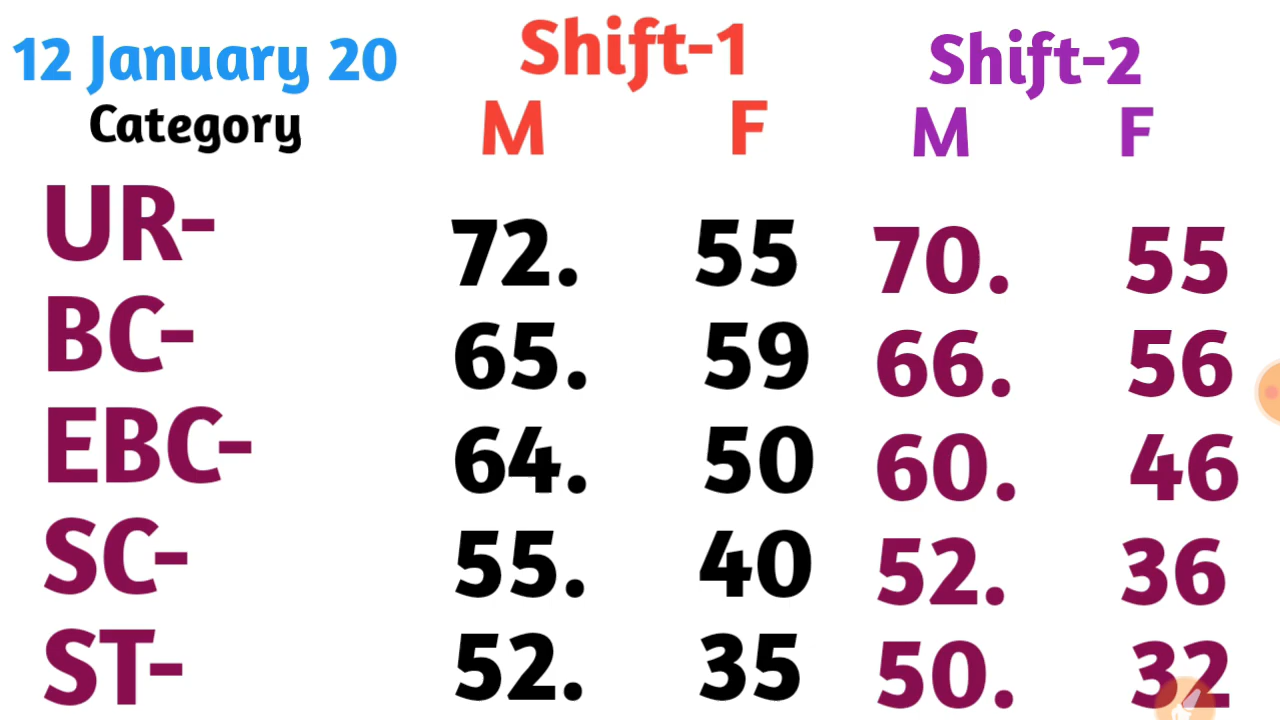 12 January 20 Shift-1 Shift-2
Category M F M F
UR- 72. 55 70. 55
BC- 65. 59 66. 56
EBC- 64. 50 60. 46
SC- 55. 40 52. 36
ST- 52. 35 50. 32